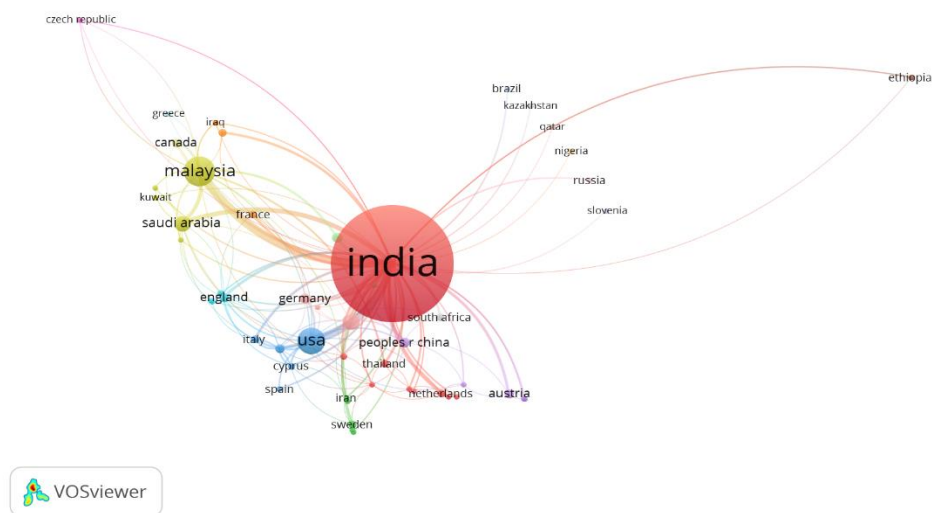 czech republic
ethiopia
brazil
kazakhstan
greece
iraq
qatar
canada
nigeria
malaysia
russia
kuwait
slovenia
france
saudi arabia
india
england
germany
south africa
italy
usa
peoples r china
cyprus
thailand
spain
iran
netherlands
austria
sweden
VOSviewer